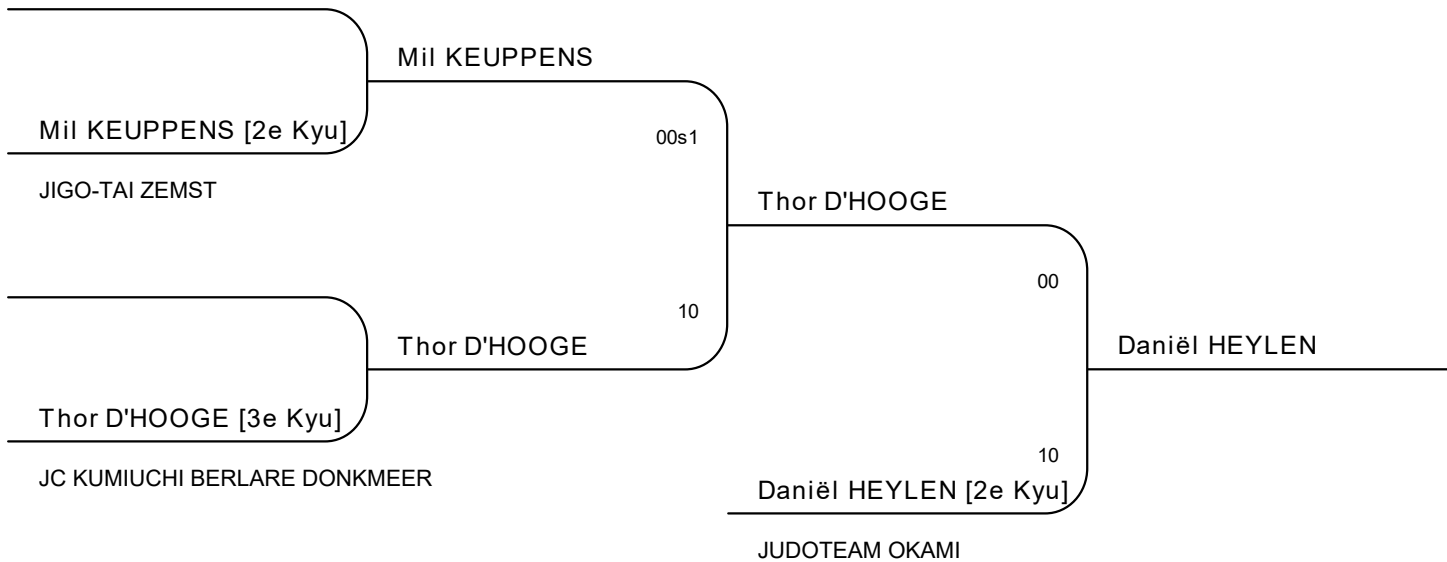 Mil KEUPPENS
Mil KEUPPENS [2e Kyu]
00s1
JIGO-TAI ZEMST
Thor D'HOOGE
00
10
Thor D'HOOGE
Daniël HEYLEN
Thor D'HOOGE [3e Kyu]
10
JC KUMIUCHI BERLARE DONKMEER
Daniël HEYLEN [2e Kyu]
JUDOTEAM OKAMI